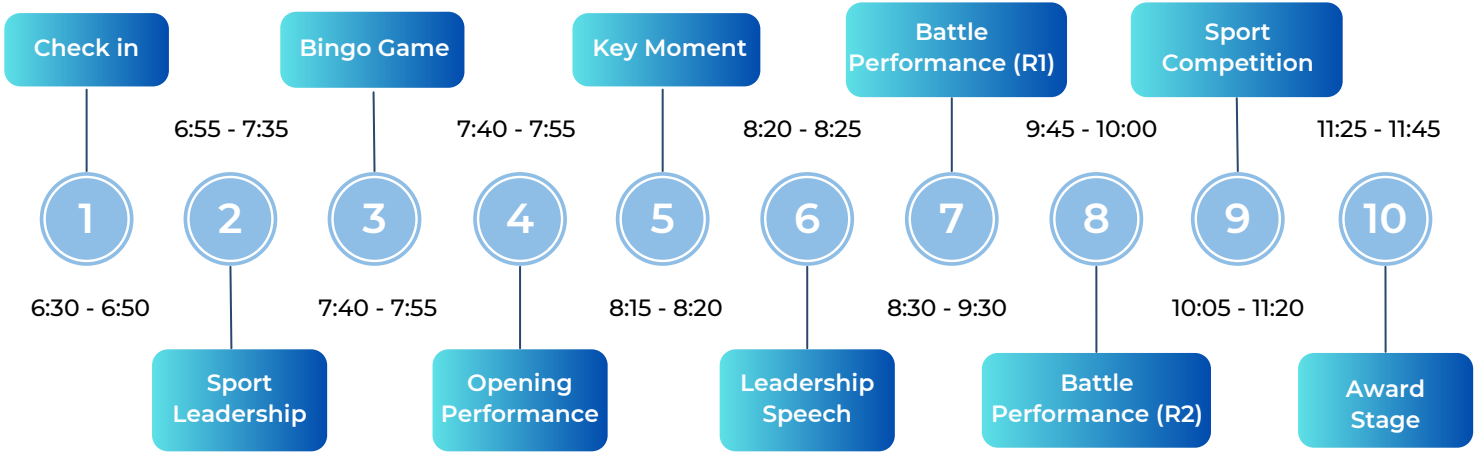 Check in
Bingo Game
Key Moment
Battle
Performance (R1)
Sport
Competition
6:55 - 7:35
7:40 - 7:55
8:20 - 8:25
9:45 - 10:00
11:25 - 11:45
1
2
3
4
5
6
7
8
9
10
6:30 - 6:50
7:40 - 7:55
8:15 - 8:20
8:30 - 9:30
10:05 - 11:20
Sport
Leadership
Opening
Performance
Leadership
Speech
Battle
Performance (R2)
Award
Stage